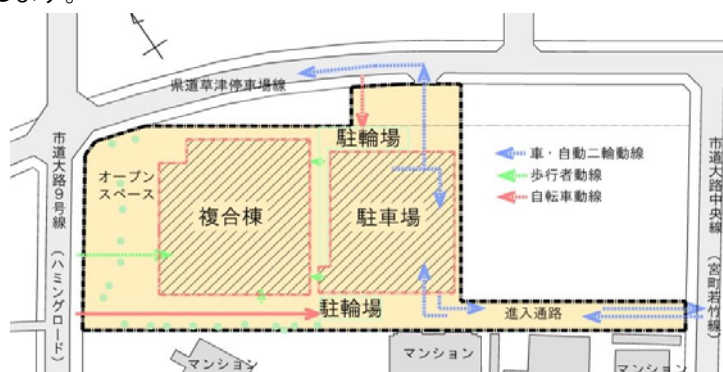 します。
県道草津停車場線
市道大路9号線
（ハミングロード）
オープン
スペース
複合棟
駐輪場
駐車場
駐輪場
車・自動二輪動線
歩行者動線
自転車動線
進入通路
市道大路中央線
（宮町若竹線）
マンション
マンション
マンション